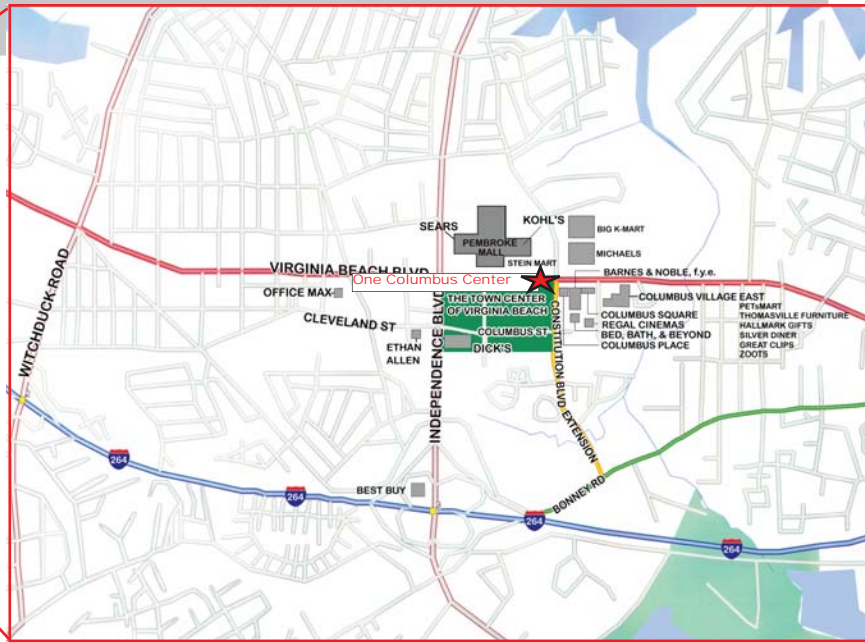 SEARS
KOHL'S
BIG K-MART
PEMBROKE
MALL
MICHAELS
STEIN MART
VIRGINIA BEACH BLVD
BARNES & NOBLE, f.y.e.
One Columbus Center
OFFICE MAX
THE TOWN CENTER
OF VIRGINIA BEACH
COLUMBUS VILLAGE EAST
PETsMART
THOMASVILLE FURNITURE
HALLMARK GIFTS
SILVER DINER
GREAT CLIPS
ZOOTS
COLUMBUS SQUARE
REGAL CINEMAS
BED, BATH, & BEYOND
COLUMBUS PLACE
CLEVELAND ST
COLUMBUS ST
ETHAN
ALLEN
DICK'S
WITCHDUCK ROAD
INDEPENDENCE BLVD
CONSTITUTION BLVD EXTENSION
264
BEST BUY
264
BONNEY RD
264
264